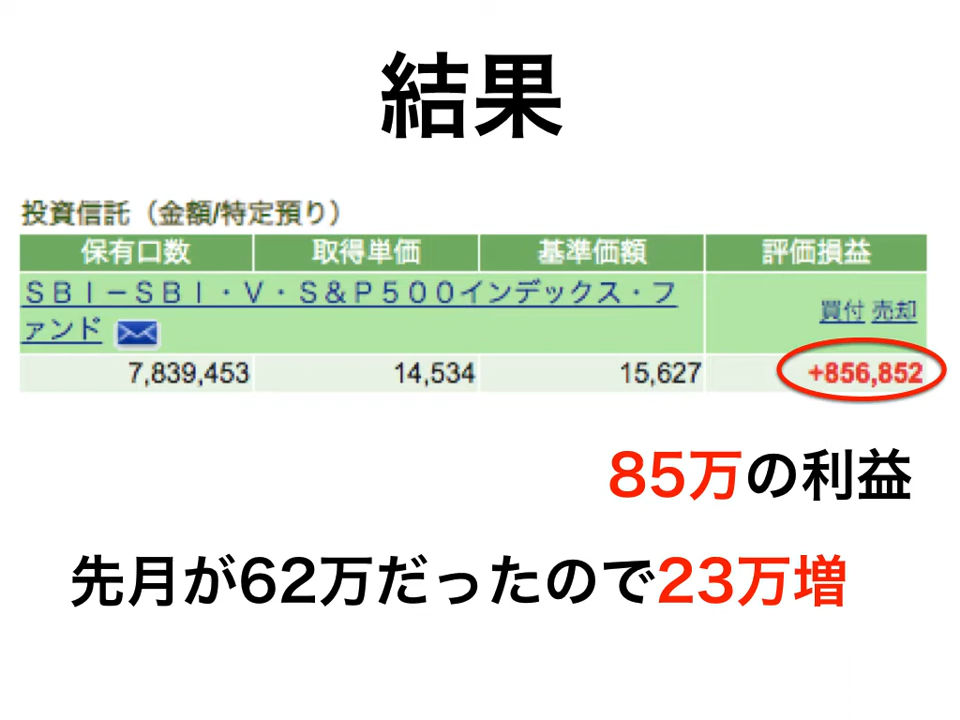 結果
投資信託（金額/特定預り）
保有口数 取得単価 基準価額 評価損益
ＳＢＩ－ＳＢＩ・Ｖ・Ｓ＆Ｐ５００インデックス・フ
ァンド
買付 売却
7,839,453 14,534 15,627 +856,852
85万の利益
先月が62万だったので23万増